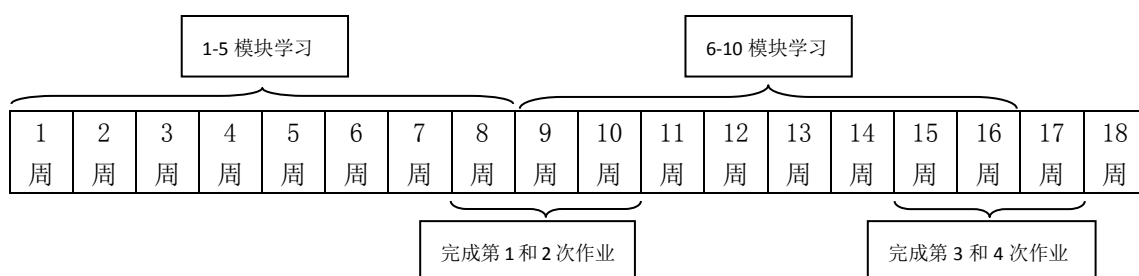 1-5 模块学习
6-10 模块学习
1 2 3 4 5 6 7 8 9 10 11 12 13 14 15 16 17 18
周 周 周 周 周 周 周 周 周 周 周 周 周 周 周 周 周 周
完成第 1 和 2 次作业
完成第 3 和 4 次作业